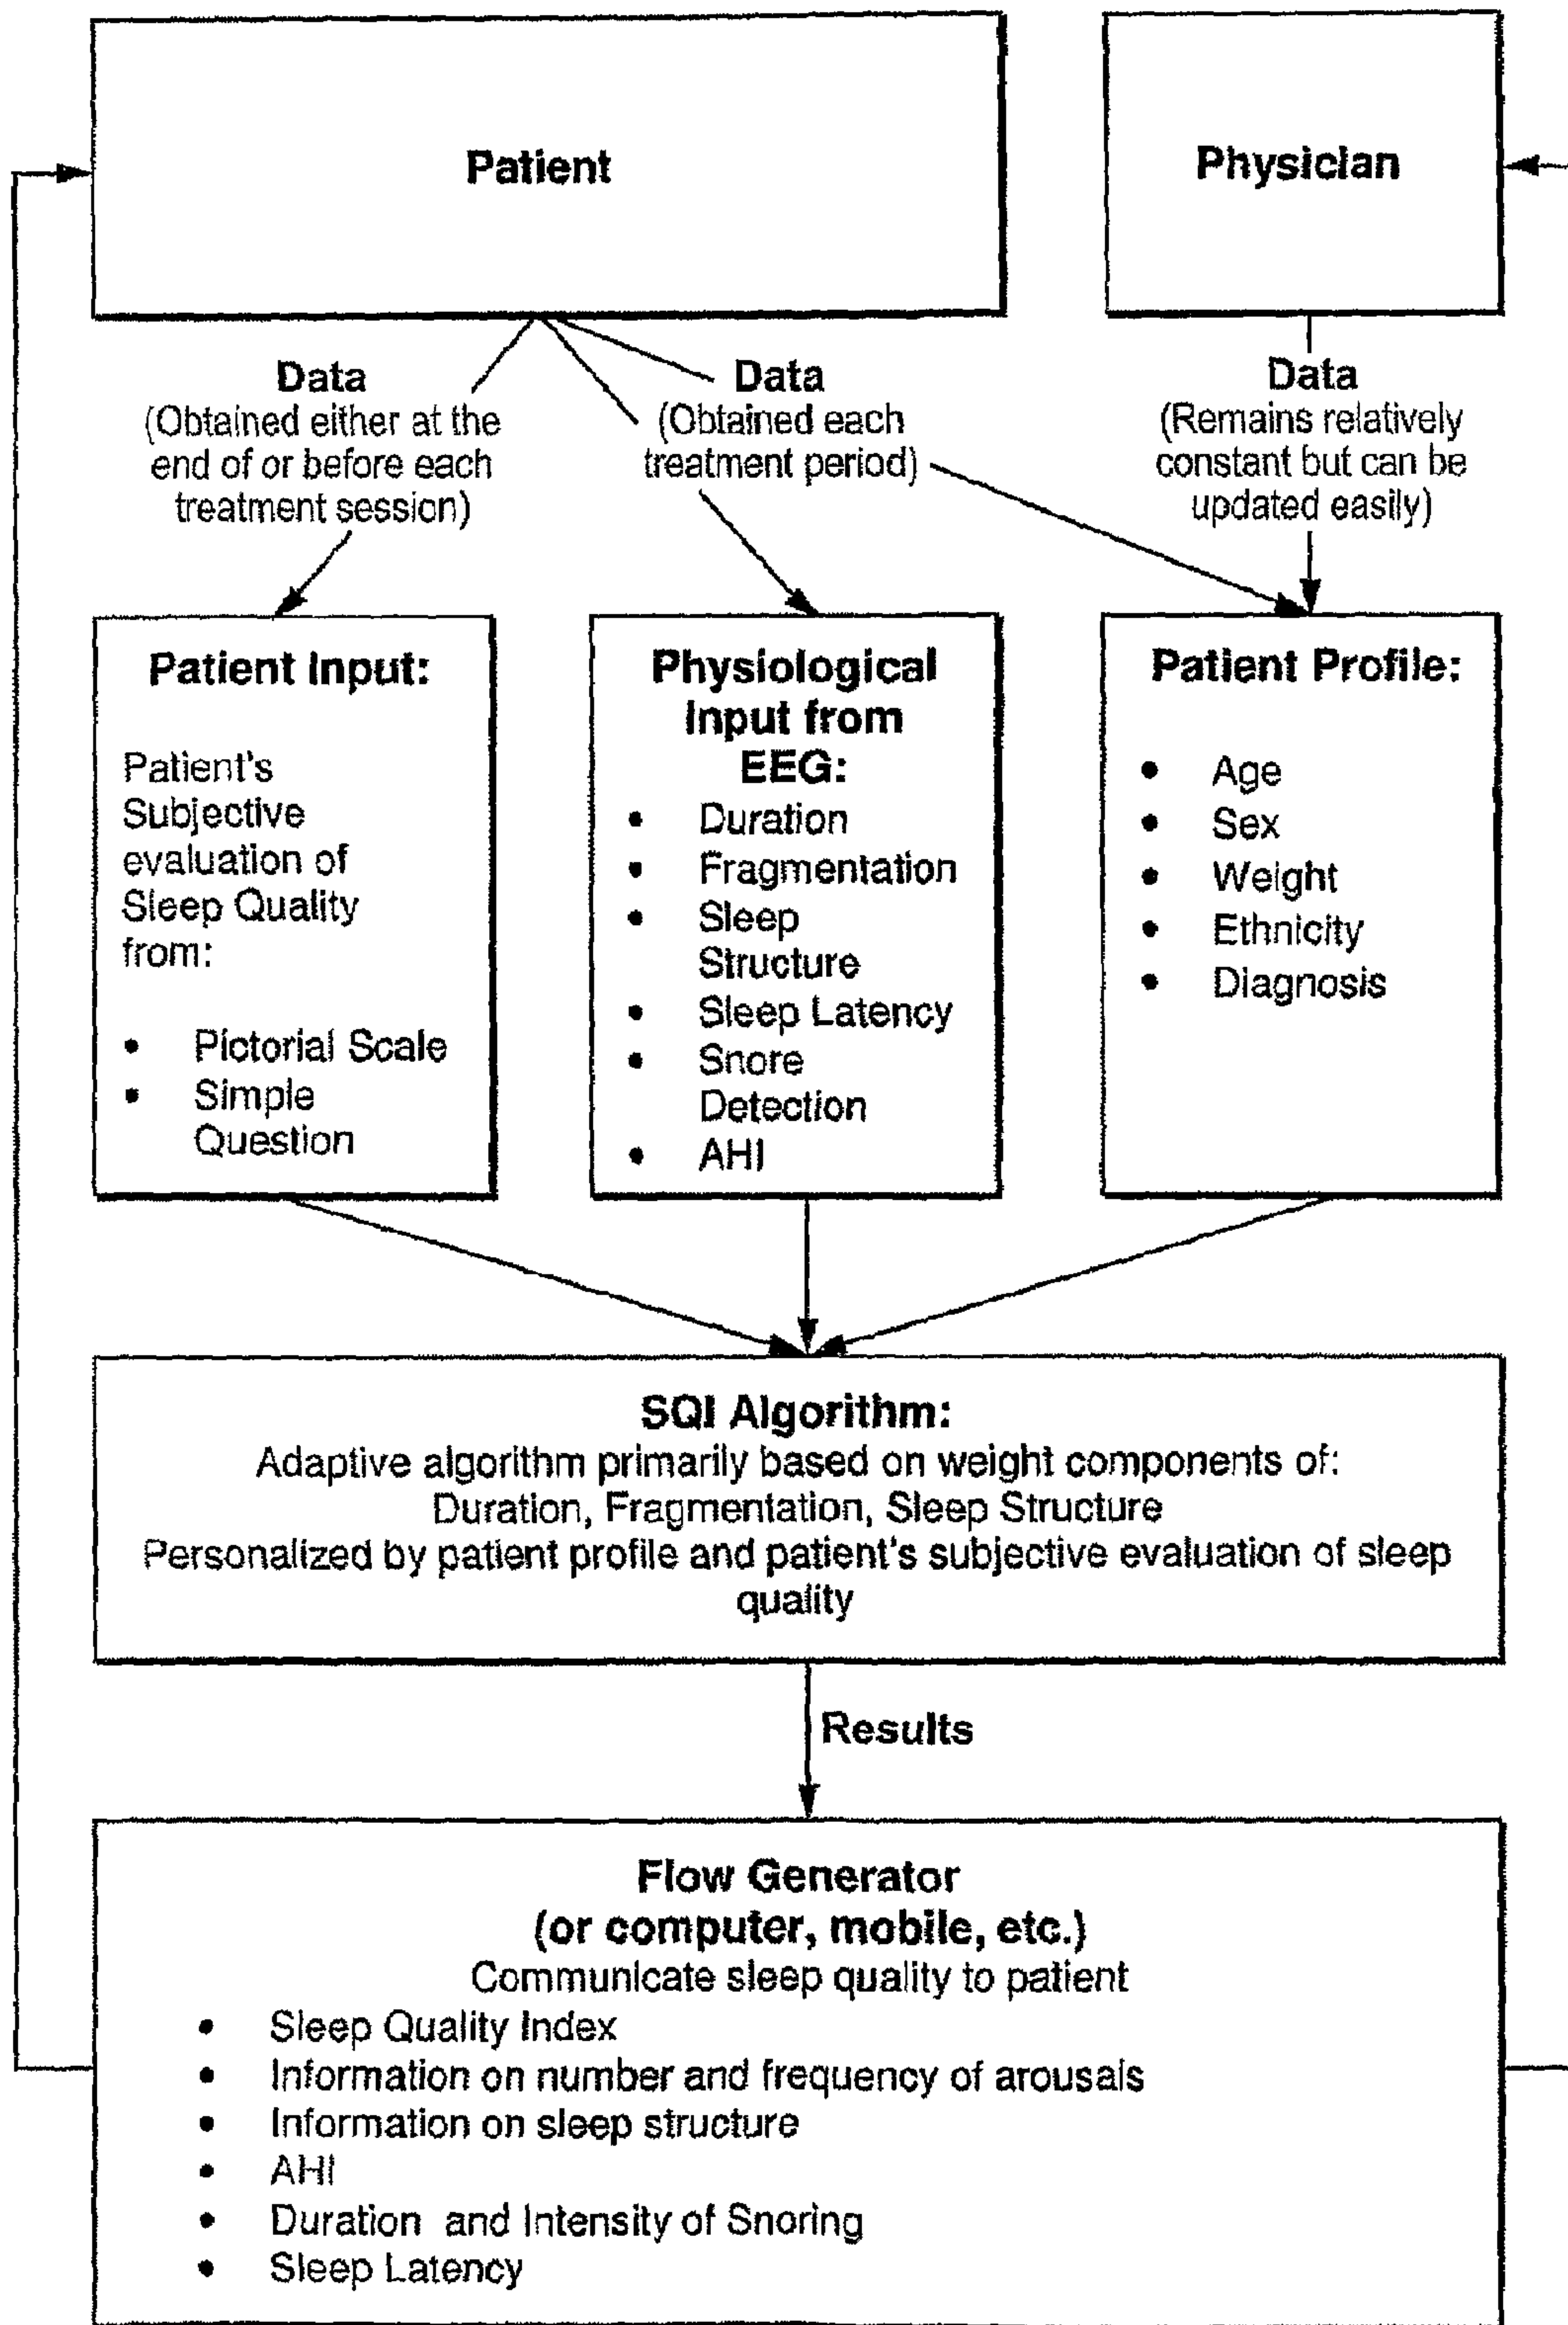 Patient
Physician
Data
(Obtained either at the
end of or before each
treatment session)
Data
(Obtained each
treatment period)
Data
(Remains relatively
constant but can be
updated easily)
Patient Input:
Patient's
Subjective
evaluation of
Sleep Quality
from:
• Pictorial Scale
• Simple
Question
Physiological
Input from
EEG:
• Duration
• Fragmentation
• Sleep
Structure
• Sleep Latency
• Snore
Detection
• AHI
Patient Profile:
• Age
• Sex
• Weight
• Ethnicity
• Diagnosis
SQI Algorithm:
Adaptive algorithm primarily based on weight components of:
Duration, Fragmentation, Sleep Structure
Personalized by patient profile and patient's subjective evaluation of sleep
quality
Results
Flow Generator
(or computer, mobile, etc.)
Communicate sleep quality to patient
• Sleep Quality Index
• Information on number and frequency of arousals
• Information on sleep structure
• AHI
• Duration and Intensity of Snoring
• Sleep Latency